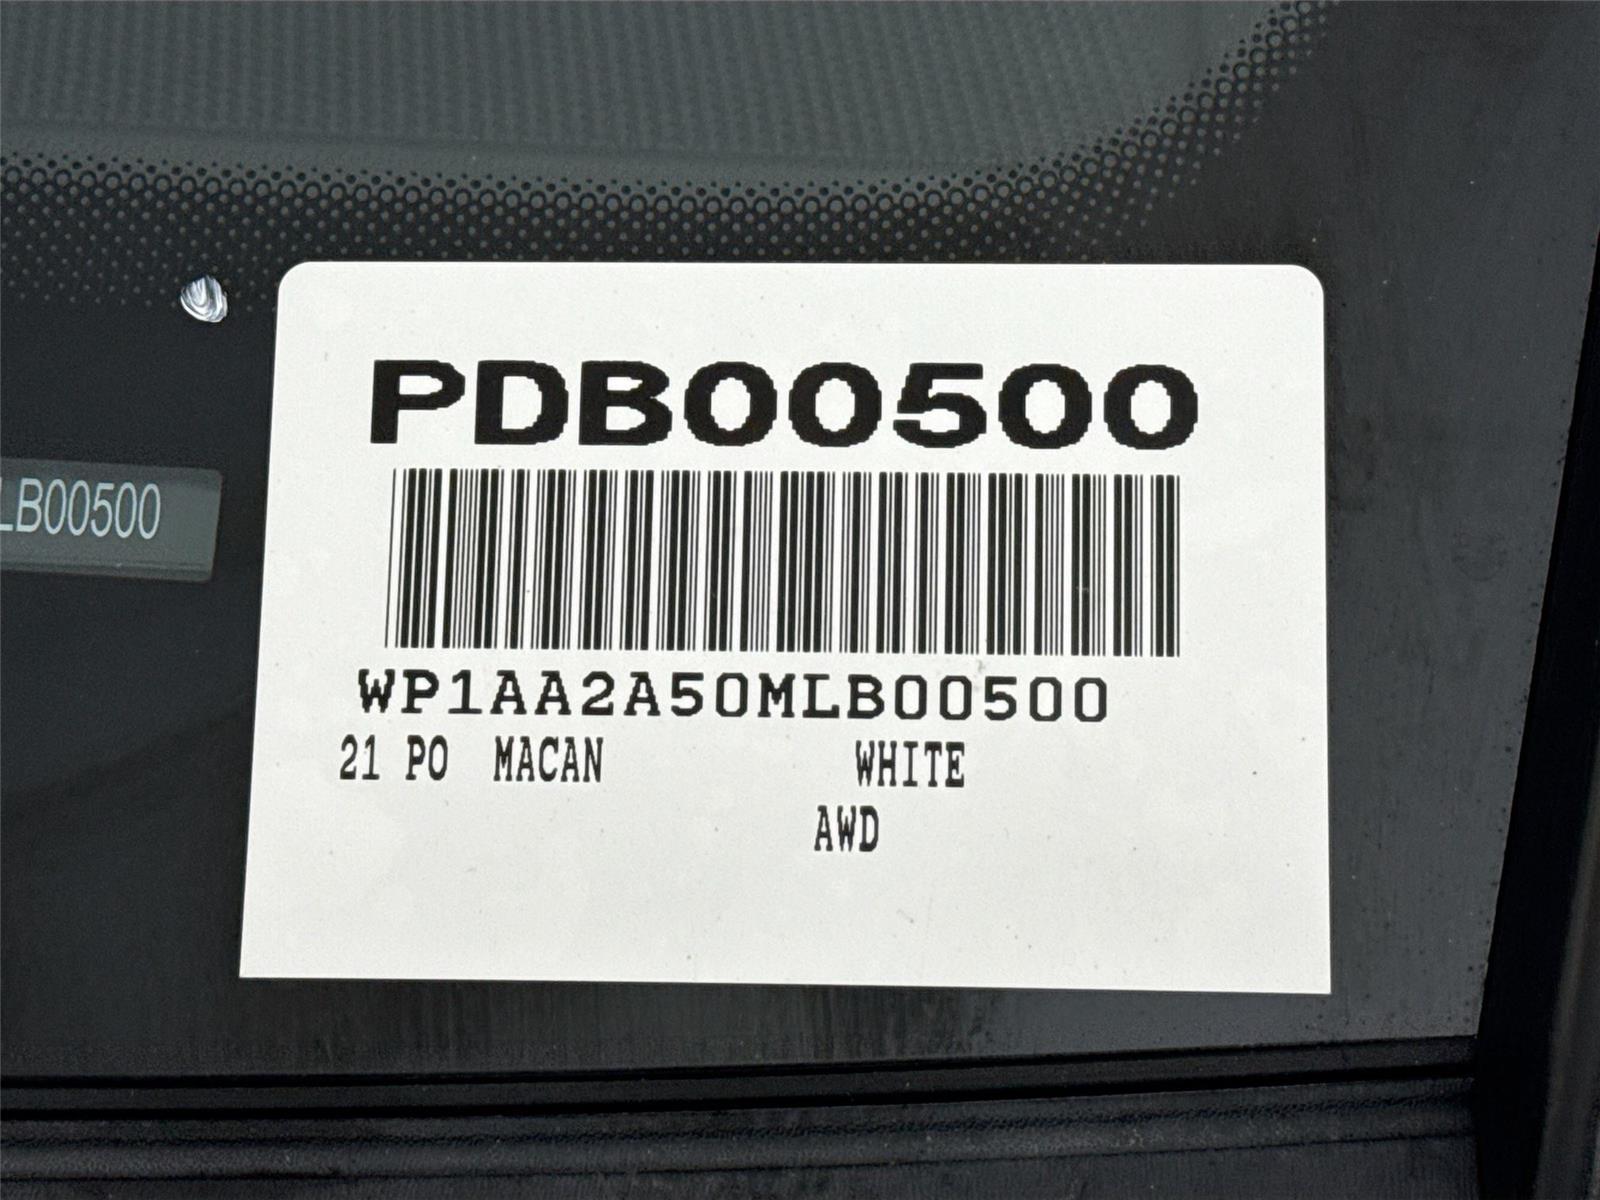 PDB00500
LB00500
WP1AA2A50MLB00500
21 PO MACAN WHITE
AWD